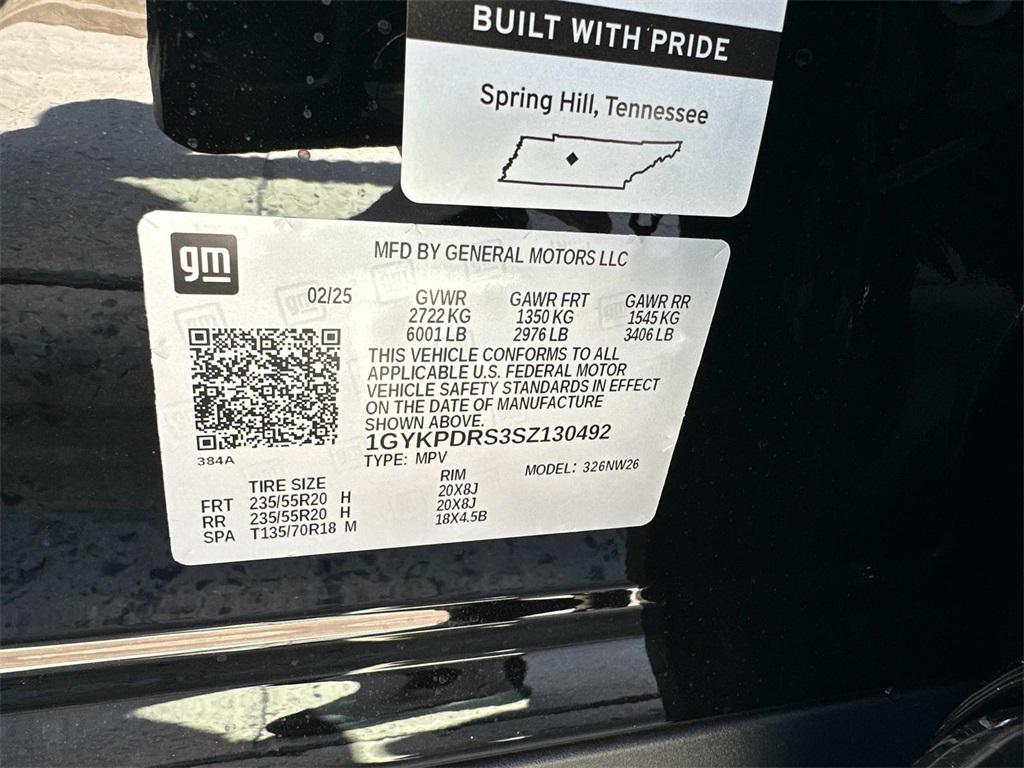 BUILT WITH PRIDE
Spring Hill, Tennessee
gm
MFD BY GENERAL MOTORS LLC
02/25 GVWR GAWR FRT GAWR RR
2722 KG 1350 KG 1545 KG
6001 LB 2976 LB 3406 LB
THIS VEHICLE CONFORMS TO ALL
APPLICABLE U.S. FEDERAL MOTOR
VEHICLE SAFETY STANDARDS IN EFFECT
ON THE DATE OF MANUFACTURE
SHOWN ABOVE.
1GYKPDRS3SZ130492
384A TYPE: MPV MODEL: 326NW26
TIRE SIZE RIM
FRT 235/55R20 H 20X8J
RR 235/55R20 H 20X8J
SPA T135/70R18 M 18X4.5B